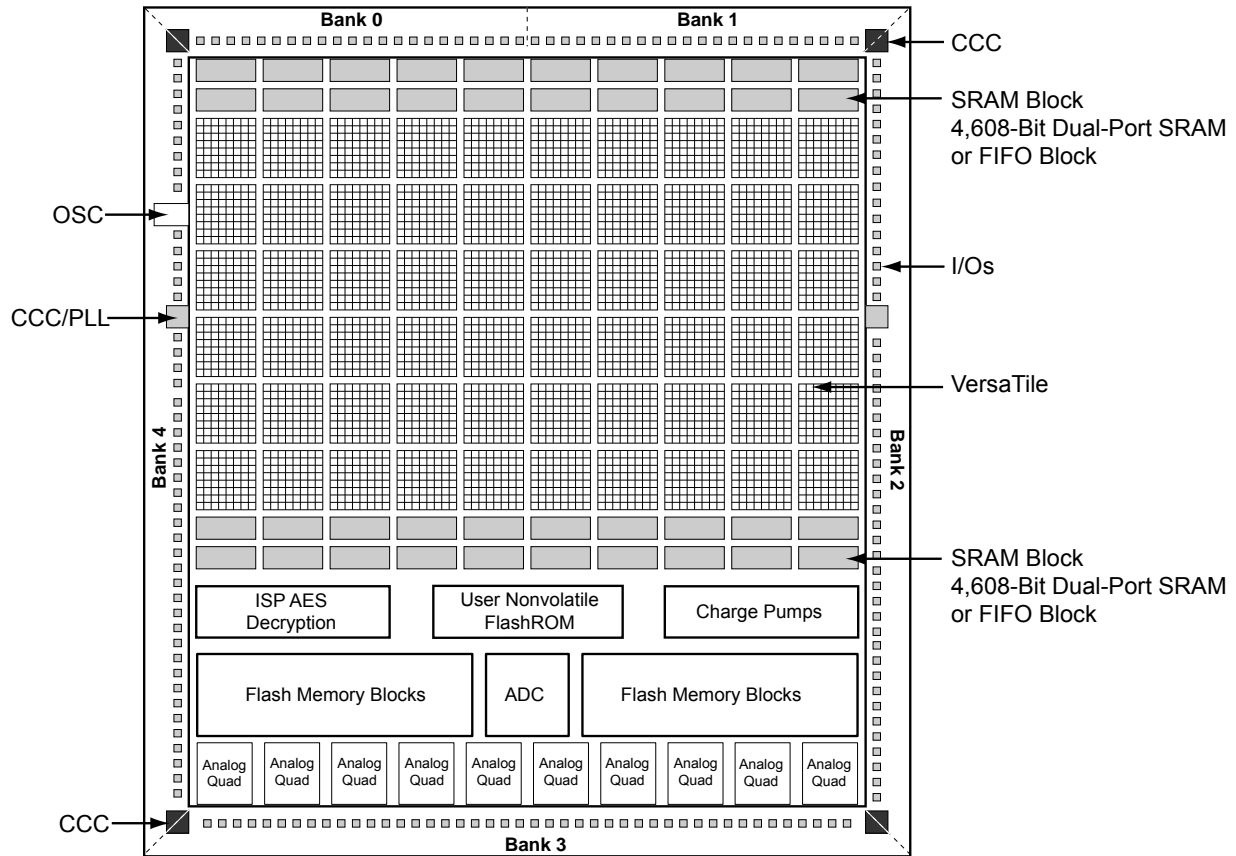 Bank 0
Bank 1
CCC
SRAM Block
4,608-Bit Dual-Port SRAM
or FIFO Block
OSC
I/Os
CCC/PLL
VersaTile
Bank 4
Bank 2
SRAM Block
4,608-Bit Dual-Port SRAM
or FIFO Block
ISP AES
Decryption
User Nonvolatile
FlashROM
Charge Pumps
Flash Memory Blocks
ADC
Flash Memory Blocks
Analog
Quad
Analog
Quad
Analog
Quad
Analog
Quad
Analog
Quad
Analog
Quad
Analog
Quad
Analog
Quad
Analog
Quad
Analog
Quad
CCC
Bank 3